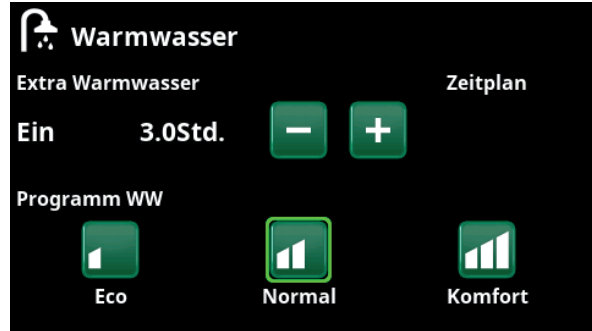 Warmwasser
Extra Warmwasser Zeitplan
Ein 3.0Std. − +
Programm WW
Eco Normal Komfort